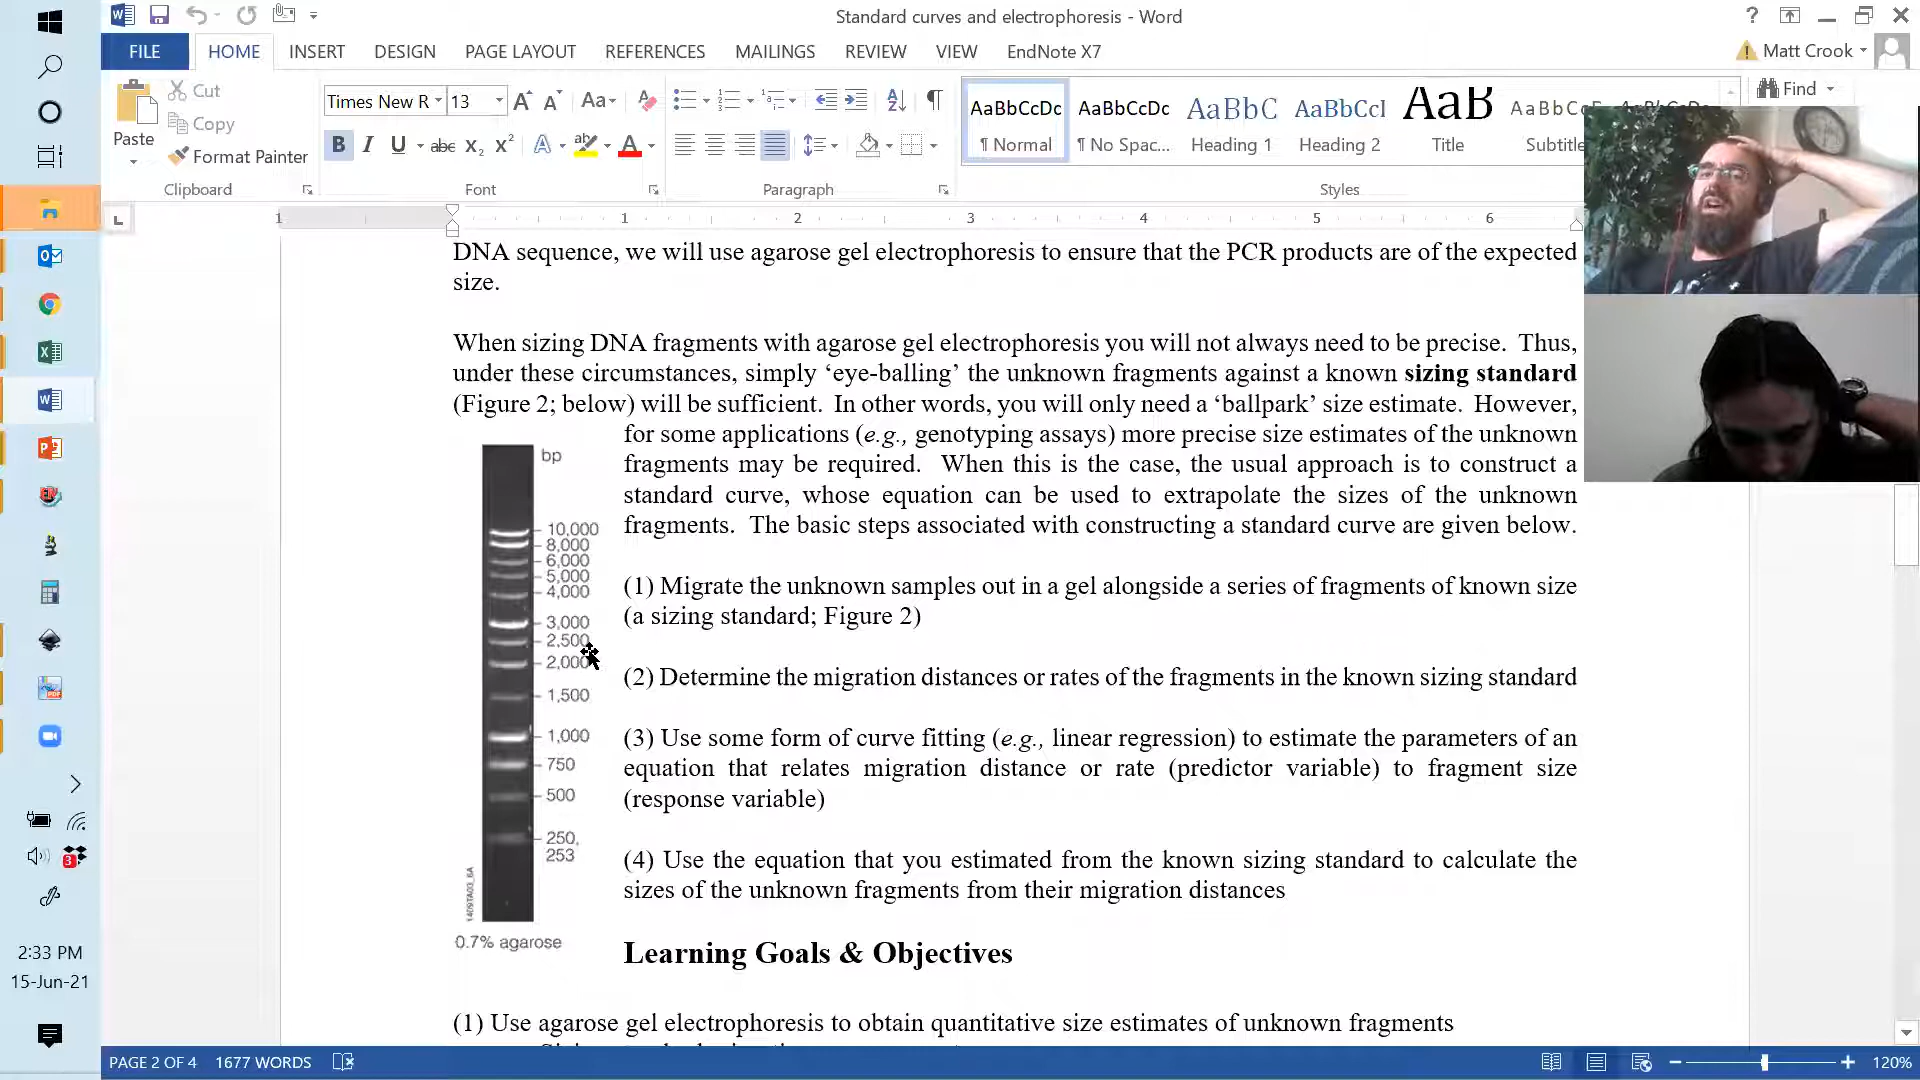 Standard curves and electrophoresis - Word
?
FILE HOME INSERT DESIGN PAGE LAYOUT REFERENCES MAILINGS REVIEW VIEW EndNote X7
Matt Crook
Paste
Cut
Copy
Format Painter
Times New R 13
Aa
B I U abc X₂ X²
A A
AaBbCcDc AaBbCcDc AaBbC AaBbCcI AaB AaBbCcF AaBbCcDc
¶ Normal ¶ No Spac... Heading 1 Heading 2 Title Subtitle
Find
Clipboard Font Paragraph Styles
L
1 1 2 3 4 5 6
DNA sequence, we will use agarose gel electrophoresis to ensure that the PCR products are of the expected
size.
When sizing DNA fragments with agarose gel electrophoresis you will not always need to be precise. Thus,
under these circumstances, simply ‘eye-balling’ the unknown fragments against a known sizing standard
(Figure 2; below) will be sufficient. In other words, you will only need a ‘ballpark’ size estimate. However,
for some applications (e.g., genotyping assays) more precise size estimates of the unknown
fragments may be required. When this is the case, the usual approach is to construct a
standard curve, whose equation can be used to extrapolate the sizes of the unknown
fragments. The basic steps associated with constructing a standard curve are given below.
bp
10,000
8,000
6,000
5,000
4,000
3,000
2,500
2,000
1,500
1,000
750
500
250,
253
1409TA03_6A
0.7% agarose
(1) Migrate the unknown samples out in a gel alongside a series of fragments of known size
(a sizing standard; Figure 2)
(2) Determine the migration distances or rates of the fragments in the known sizing standard
(3) Use some form of curve fitting (e.g., linear regression) to estimate the parameters of an
equation that relates migration distance or rate (predictor variable) to fragment size
(response variable)
(4) Use the equation that you estimated from the known sizing standard to calculate the
sizes of the unknown fragments from their migration distances
Learning Goals & Objectives
(1) Use agarose gel electrophoresis to obtain quantitative size estimates of unknown fragments
3
2:33 PM
15-Jun-21
PAGE 2 OF 4 1677 WORDS
120%